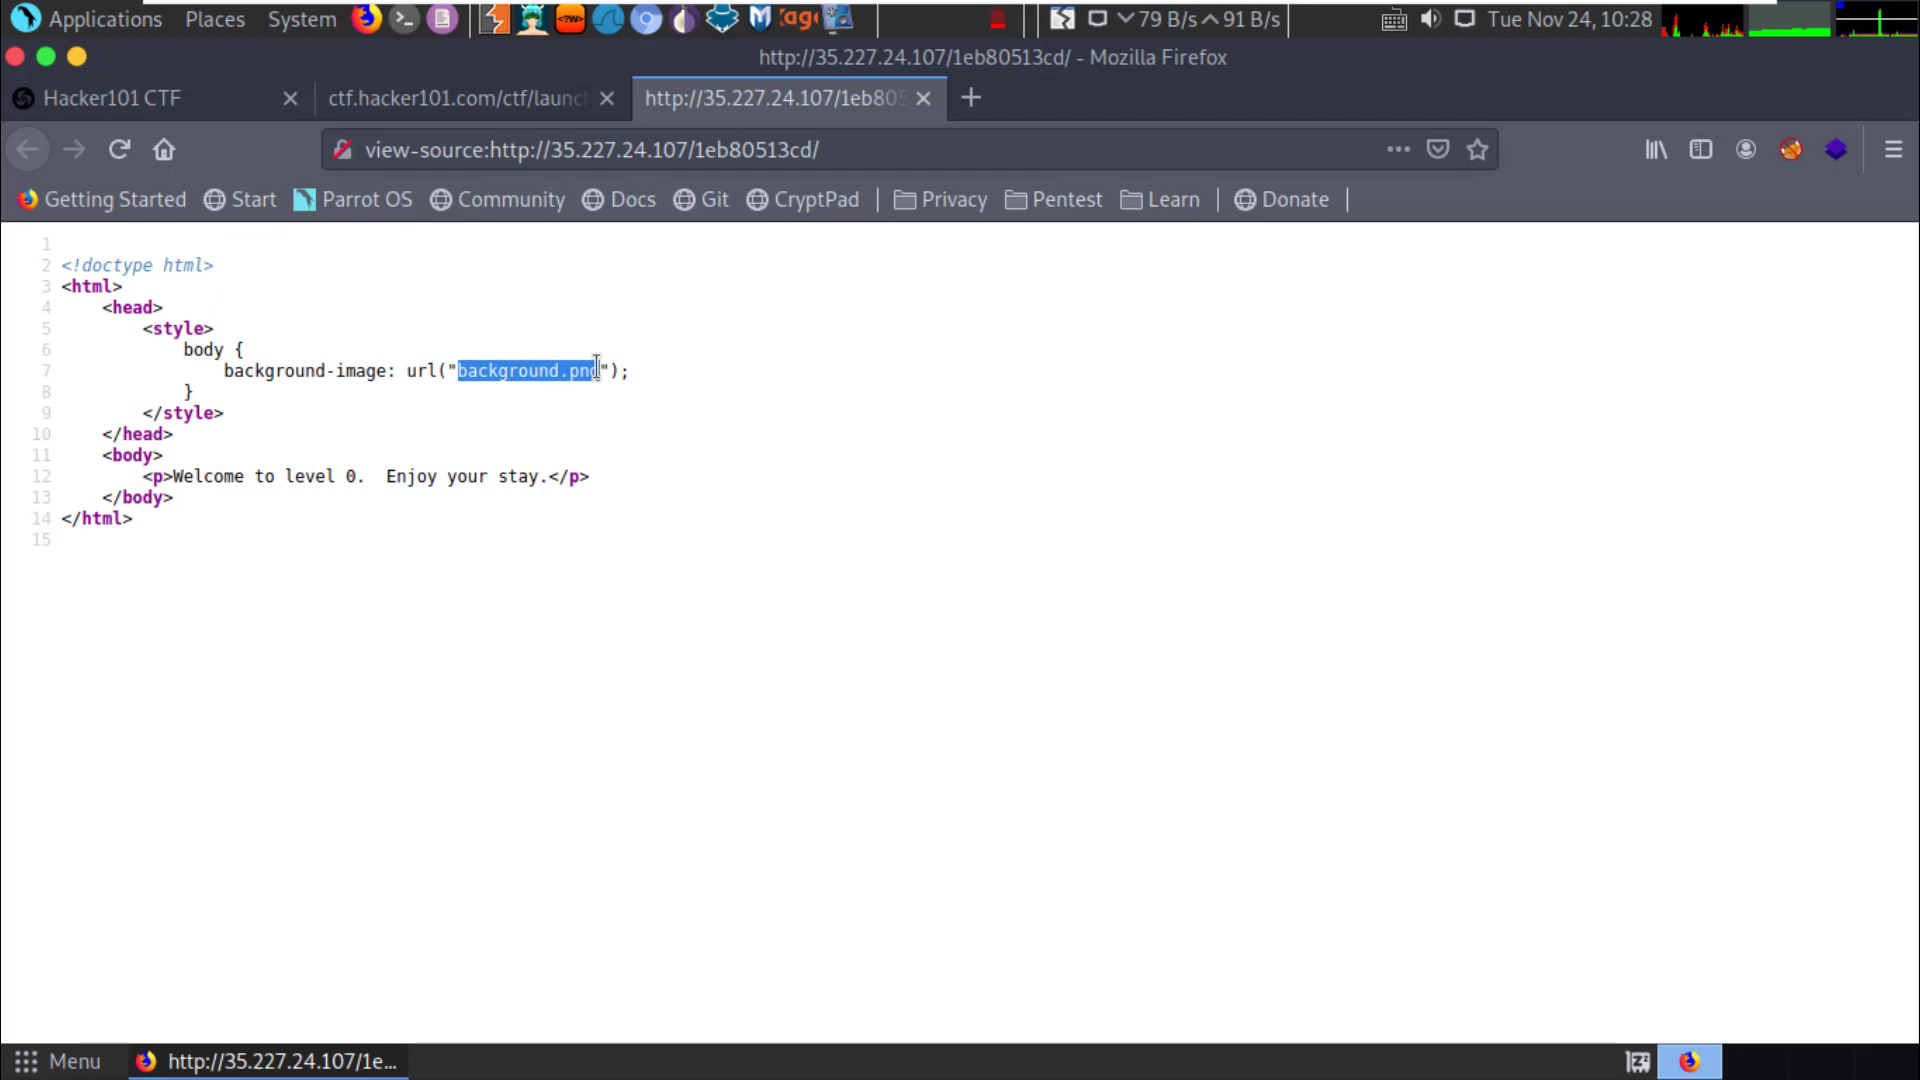 Applications Places System 79 B/s 91 B/s Tue Nov 24, 10:28
http://35.227.24.107/1eb80513cd/ - Mozilla Firefox
Hacker101 CTF ctf.hacker101.com/ctf/launc http://35.227.24.107/1eb805
view-source:http://35.227.24.107/1eb80513cd/
Getting Started Start Parrot OS Community Docs Git CryptPad Privacy Pentest Learn Donate
1
2 <!doctype html>
3 <html>
4 <head>
5 <style>
6 body {
7 background-image: url("background.png");
8 }
9 </style>
10 </head>
11 <body>
12 <p>Welcome to level 0.  Enjoy your stay.</p>
13 </body>
14 </html>
15
Menu http://35.227.24.107/1e...